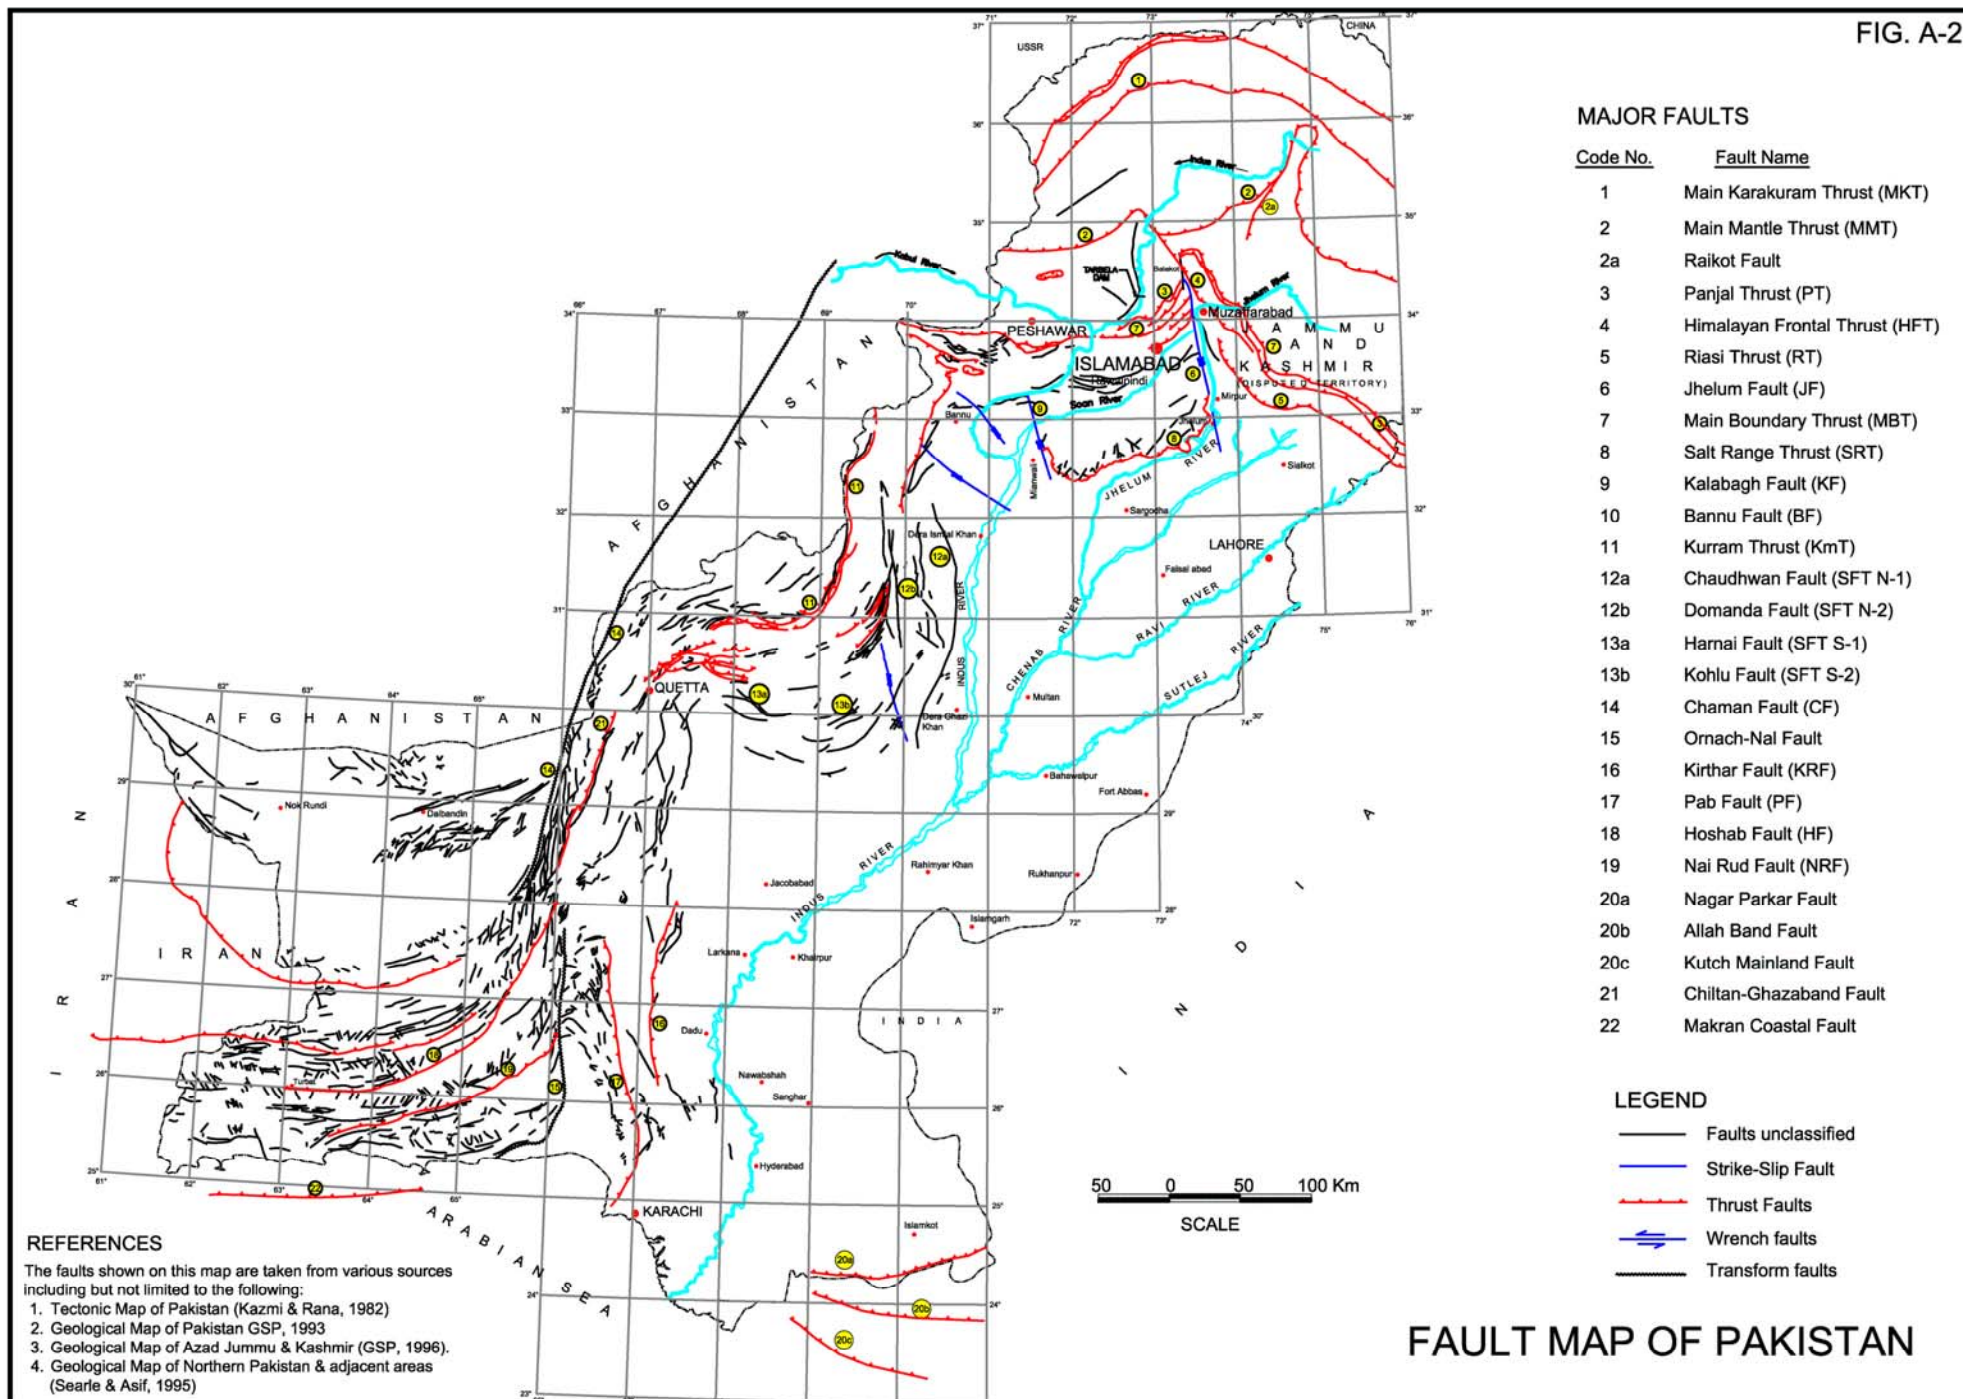 FIG. A-2
MAJOR FAULTS
Code No. Fault Name
1 Main Karakuram Thrust (MKT)
2 Main Mantle Thrust (MMT)
2a Raikot Fault
3 Panjal Thrust (PT)
4 Himalayan Frontal Thrust (HFT)
5 Riasi Thrust (RT)
6 Jhelum Fault (JF)
7 Main Boundary Thrust (MBT)
8 Salt Range Thrust (SRT)
9 Kalabagh Fault (KF)
10 Bannu Fault (BF)
11 Kurram Thrust (KmT)
12a Chaudhwan Fault (SFT N-1)
12b Domanda Fault (SFT N-2)
13a Harnai Fault (SFT S-1)
13b Kohlu Fault (SFT S-2)
14 Chaman Fault (CF)
15 Ornach-Nal Fault
16 Kirthar Fault (KRF)
17 Pab Fault (PF)
18 Hoshab Fault (HF)
19 Nai Rud Fault (NRF)
20a Nagar Parkar Fault
20b Allah Band Fault
20c Kutch Mainland Fault
21 Chiltan-Ghazaband Fault
22 Makran Coastal Fault
LEGEND
Faults unclassified
Strike-Slip Fault
Thrust Faults
Wrench faults
Transform faults
FAULT MAP OF PAKISTAN
50 0 50 100 Km
SCALE
REFERENCES
The faults shown on this map are taken from various sources
including but not limited to the following:
1. Tectonic Map of Pakistan (Kazmi & Rana, 1982)
2. Geological Map of Pakistan GSP, 1993
3. Geological Map of Azad Jummu & Kashmir (GSP, 1996).
4. Geological Map of Northern Pakistan & adjacent areas
(Searle & Asif, 1995)
USSR
CHINA
Indus River
Kabul River
TARBELA
DAM
Balakot
Jhelum River
PESHAWAR
Muzaffarabad
JAMMU
AND
KASHMIR
(DISPUTED TERRITORY)
ISLAMABAD
Rawalpindi
Soan River
Mirpur
Jhelum
Bannu
Mianwali
JHELUM RIVER
Sialkot
Sargodha
AFGHANISTAN
Dera Ismail Khan
LAHORE
Faisal abad
INDUS RIVER
CHENAB RIVER
RAVI RIVER
SUTLEJ RIVER
QUETTA
Multan
Dera Ghazi
Khan
AFGHANISTAN
Bahawalpur
Fort Abbas
Nok Rundi
Dalbandin
INDUS RIVER
Rahimyar Khan
Rukhanpur
Jacobabad
Islamgarh
IRAN
IRAN
INDIA
INDIA
Larkana
Khairpur
Dadu
Nawabshah
Sanghar
Turbat
Hyderabad
KARACHI
Islamkot
ARABIAN SEA